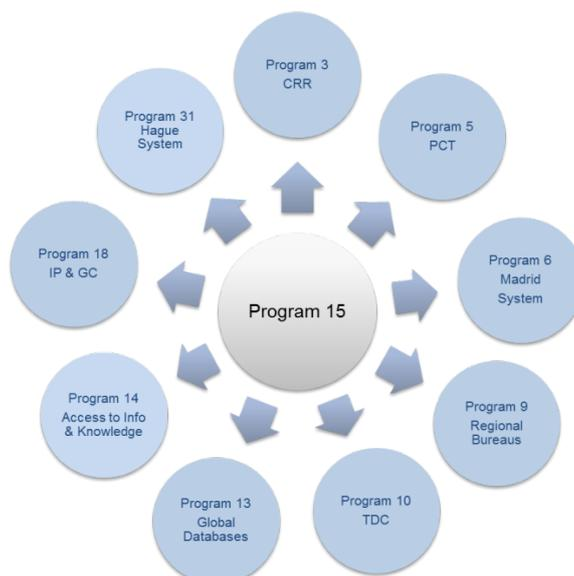 Program 3
CRR
Program 5
PCT
Program 6
Madrid
System
Program 9
Regional
Bureaus
Program 10
TDC
Program 13
Global
Databases
Program 14
Access to Info
& Knowledge
Program 18
IP & GC
Program 31
Hague
System
Program 15